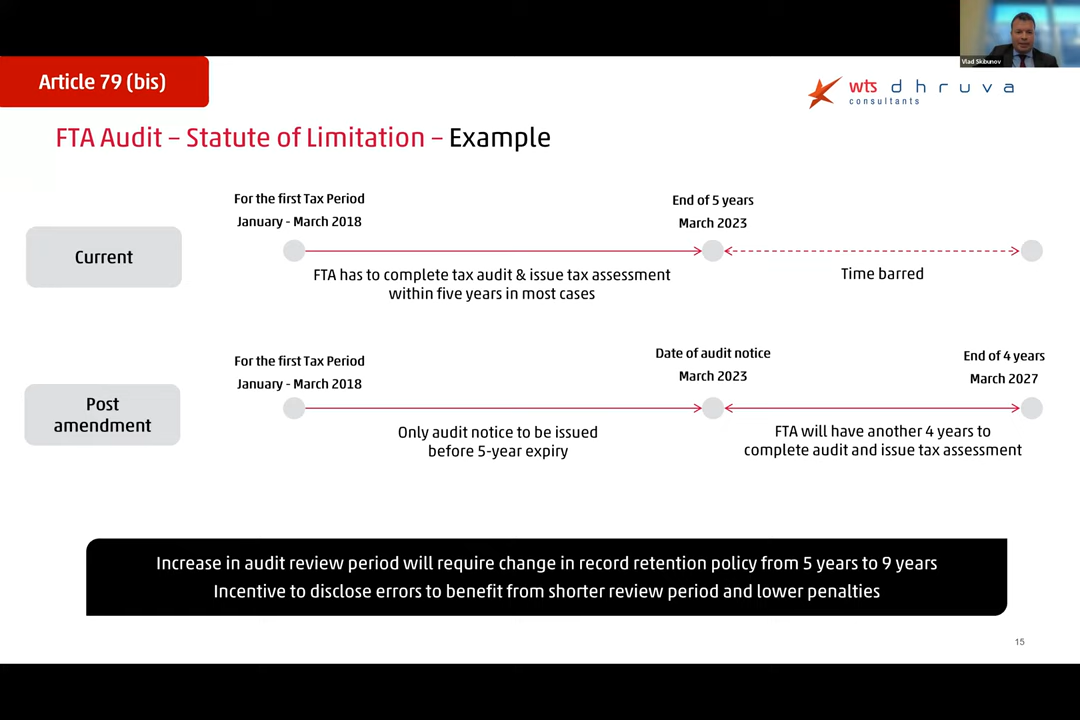 Vlad Skibunov
Article 79 (bis)
wts dhruva
consultants
FTA Audit – Statute of Limitation – Example
For the first Tax Period
January - March 2018
End of 5 years
March 2023
Current
FTA has to complete tax audit & issue tax assessment
within five years in most cases
Time barred
For the first Tax Period
January - March 2018
Date of audit notice
March 2023
End of 4 years
March 2027
Post
amendment
Only audit notice to be issued
before 5-year expiry
FTA will have another 4 years to
complete audit and issue tax assessment
Increase in audit review period will require change in record retention policy from 5 years to 9 years
Incentive to disclose errors to benefit from shorter review period and lower penalties
15